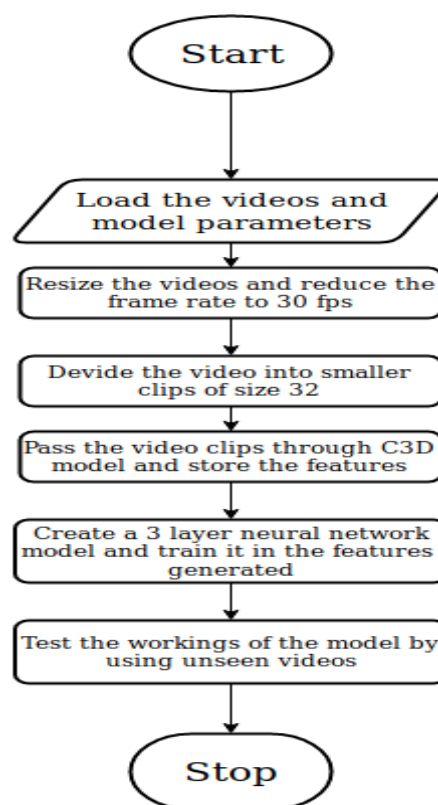 Start
Load the videos and
model parameters
Resize the videos and reduce the
frame rate to 30 fps
Devide the video into smaller
clips of size 32
Pass the video clips through C3D
model and store the features
Create a 3 layer neural network
model and train it in the features
generated
Test the workings of the model by
using unseen videos
Stop